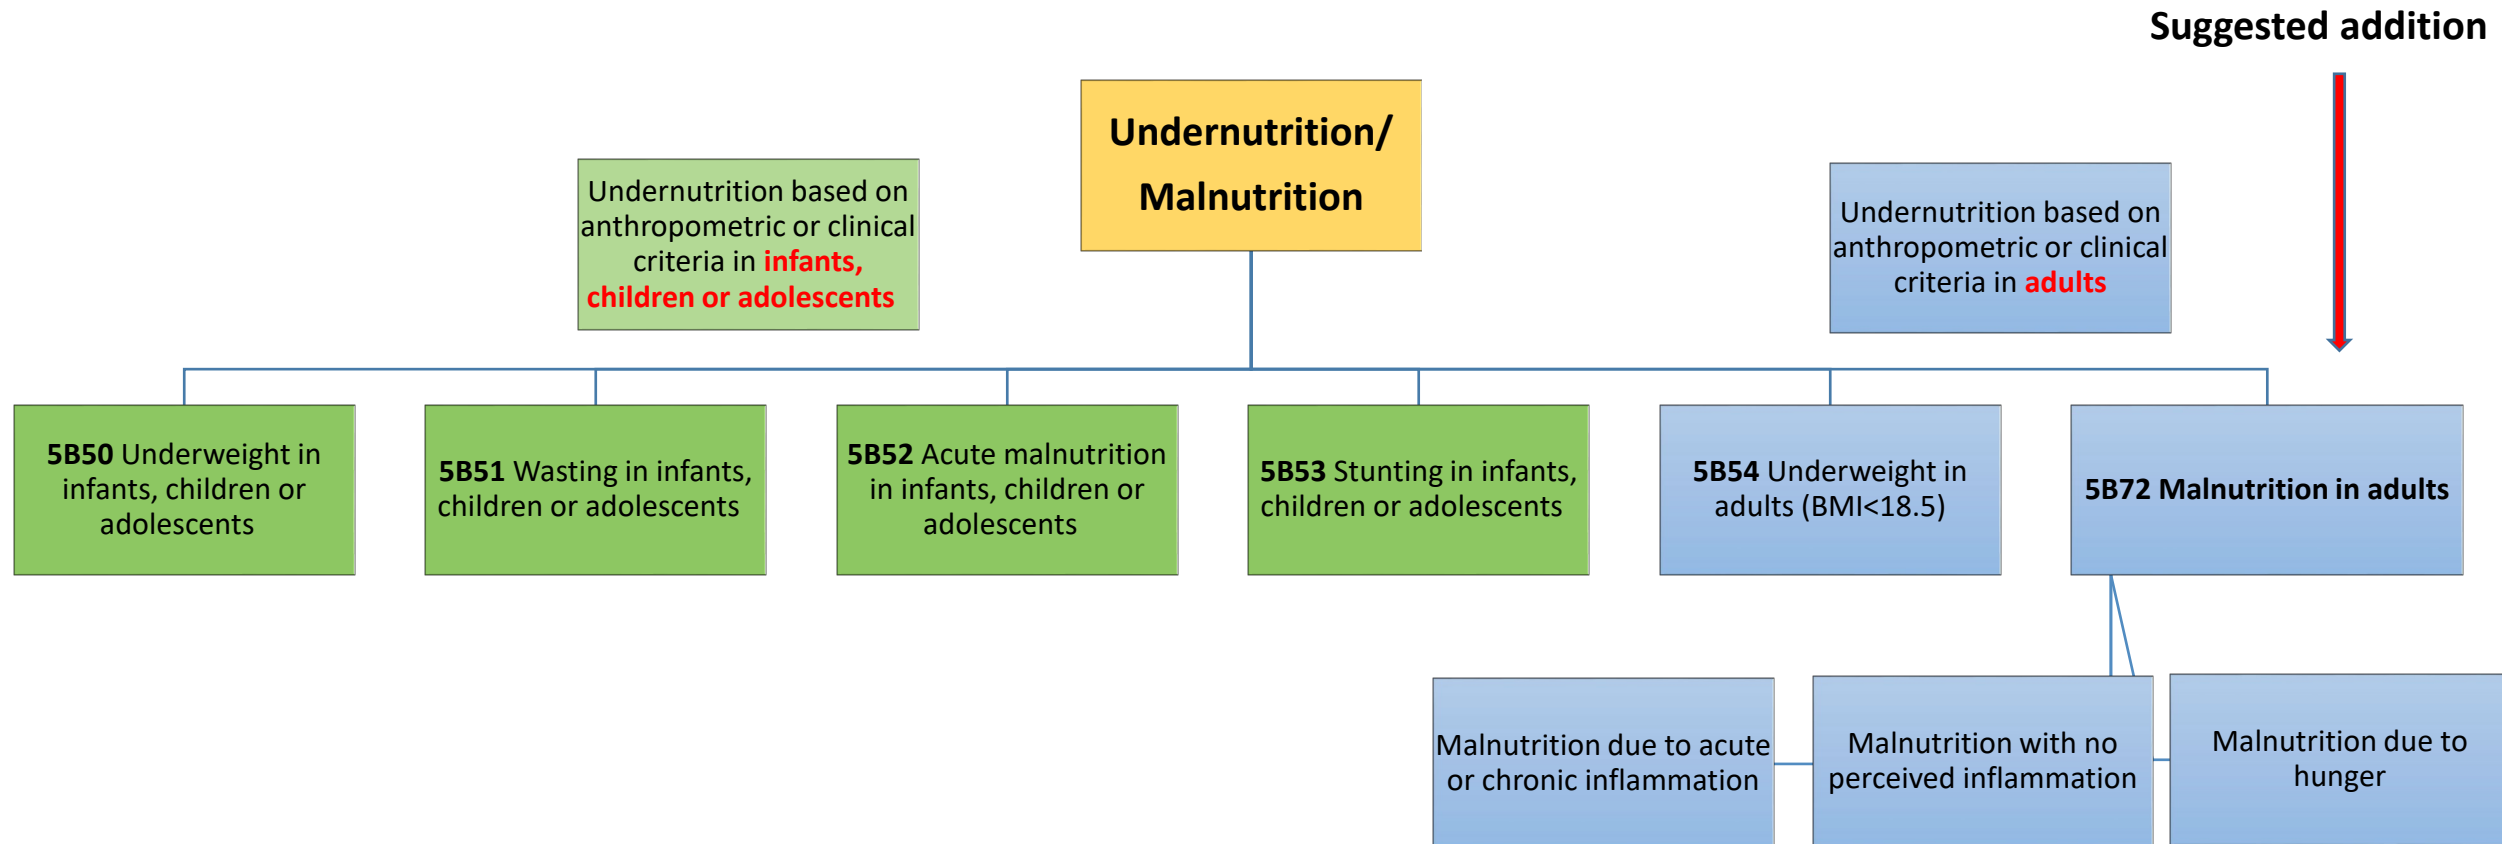 Suggested addition
Undernutrition/
Malnutrition
Undernutrition based on
anthropometric or clinical
criteria in infants,
children or adolescents
Undernutrition based on
anthropometric or clinical
criteria in adults
5B50 Underweight in
infants, children or
adolescents
5B51 Wasting in infants,
children or adolescents
5B52 Acute malnutrition
in infants, children or
adolescents
5B53 Stunting in infants,
children or adolescents
5B54 Underweight in
adults (BMI<18.5)
5B72 Malnutrition in adults
Malnutrition due to acute
or chronic inflammation
Malnutrition with no
perceived inflammation
Malnutrition due to
hunger